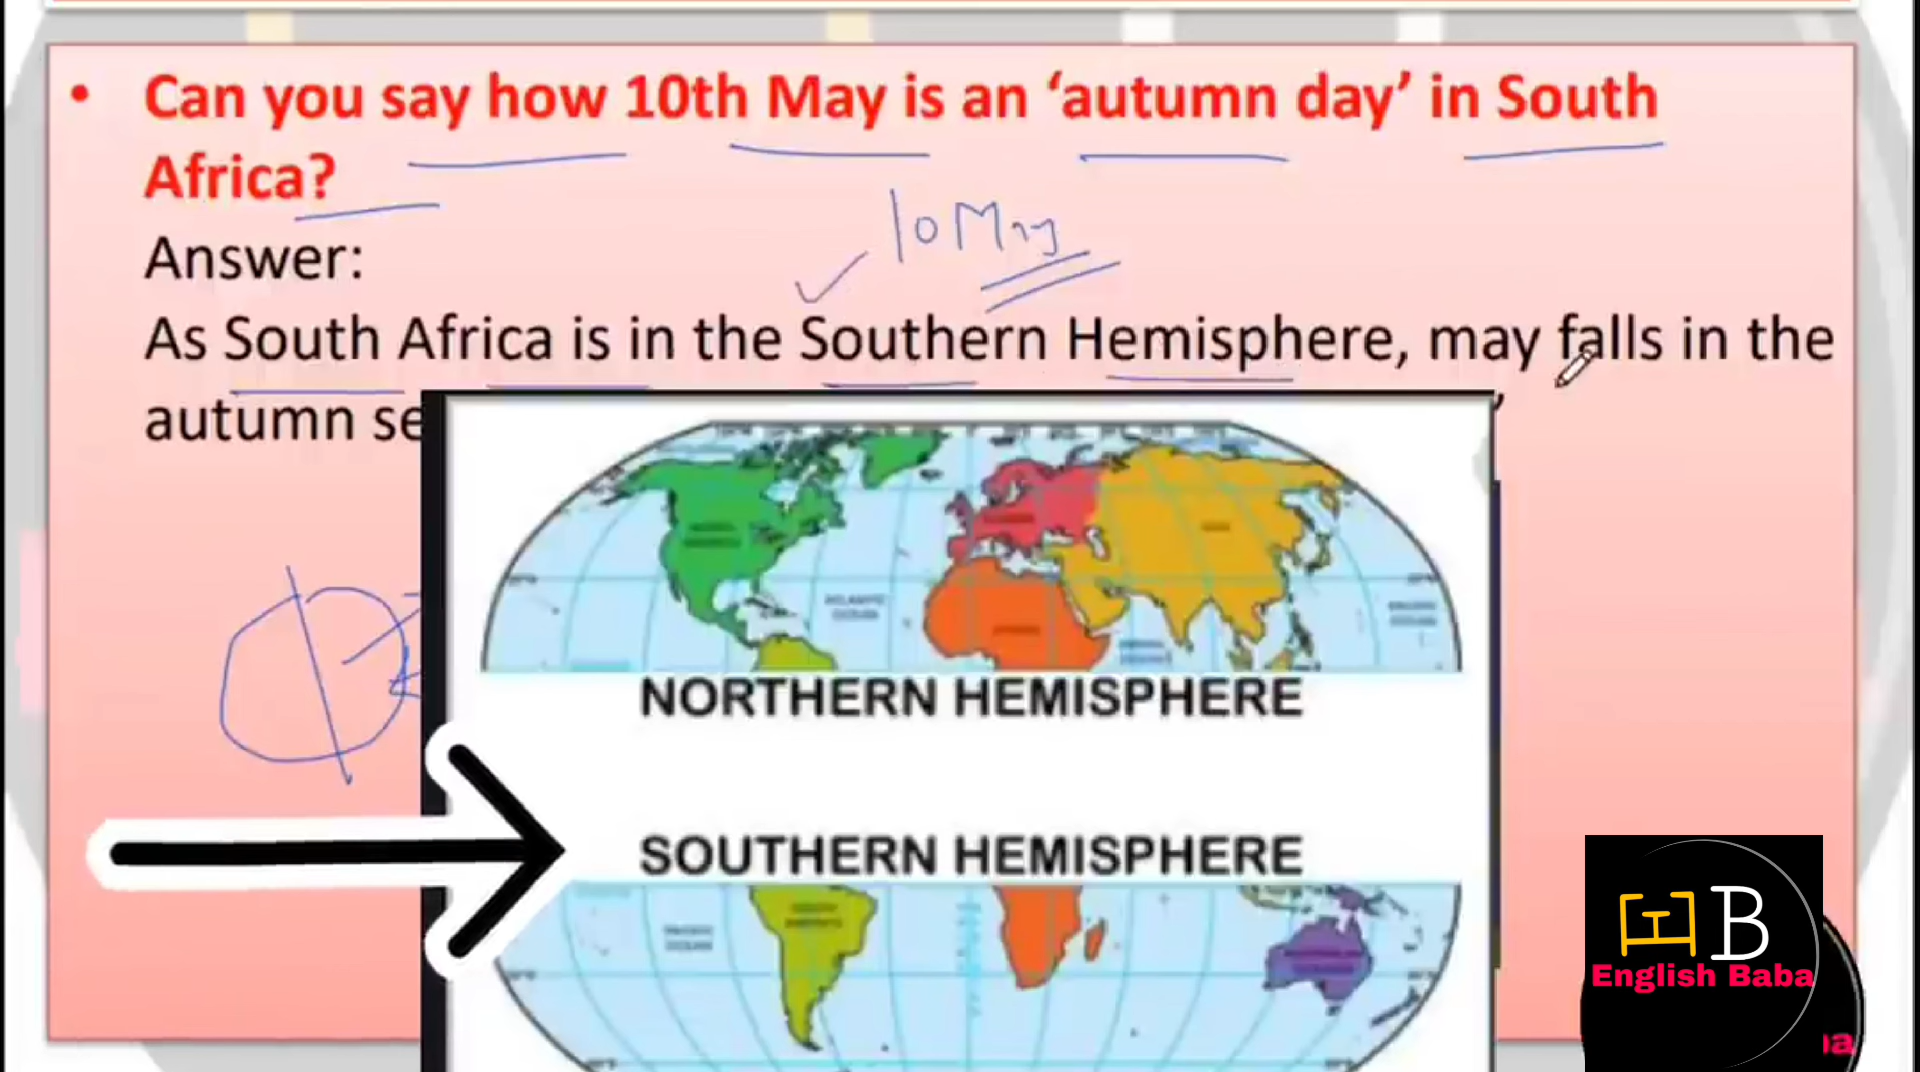 • Can you say how 10th May is an ‘autumn day’ in South
Africa?
10 May
Answer:
As South Africa is in the Southern Hemisphere, may falls in the
autumn se
NORTHERN HEMISPHERE
SOUTHERN HEMISPHERE
B
English Baba